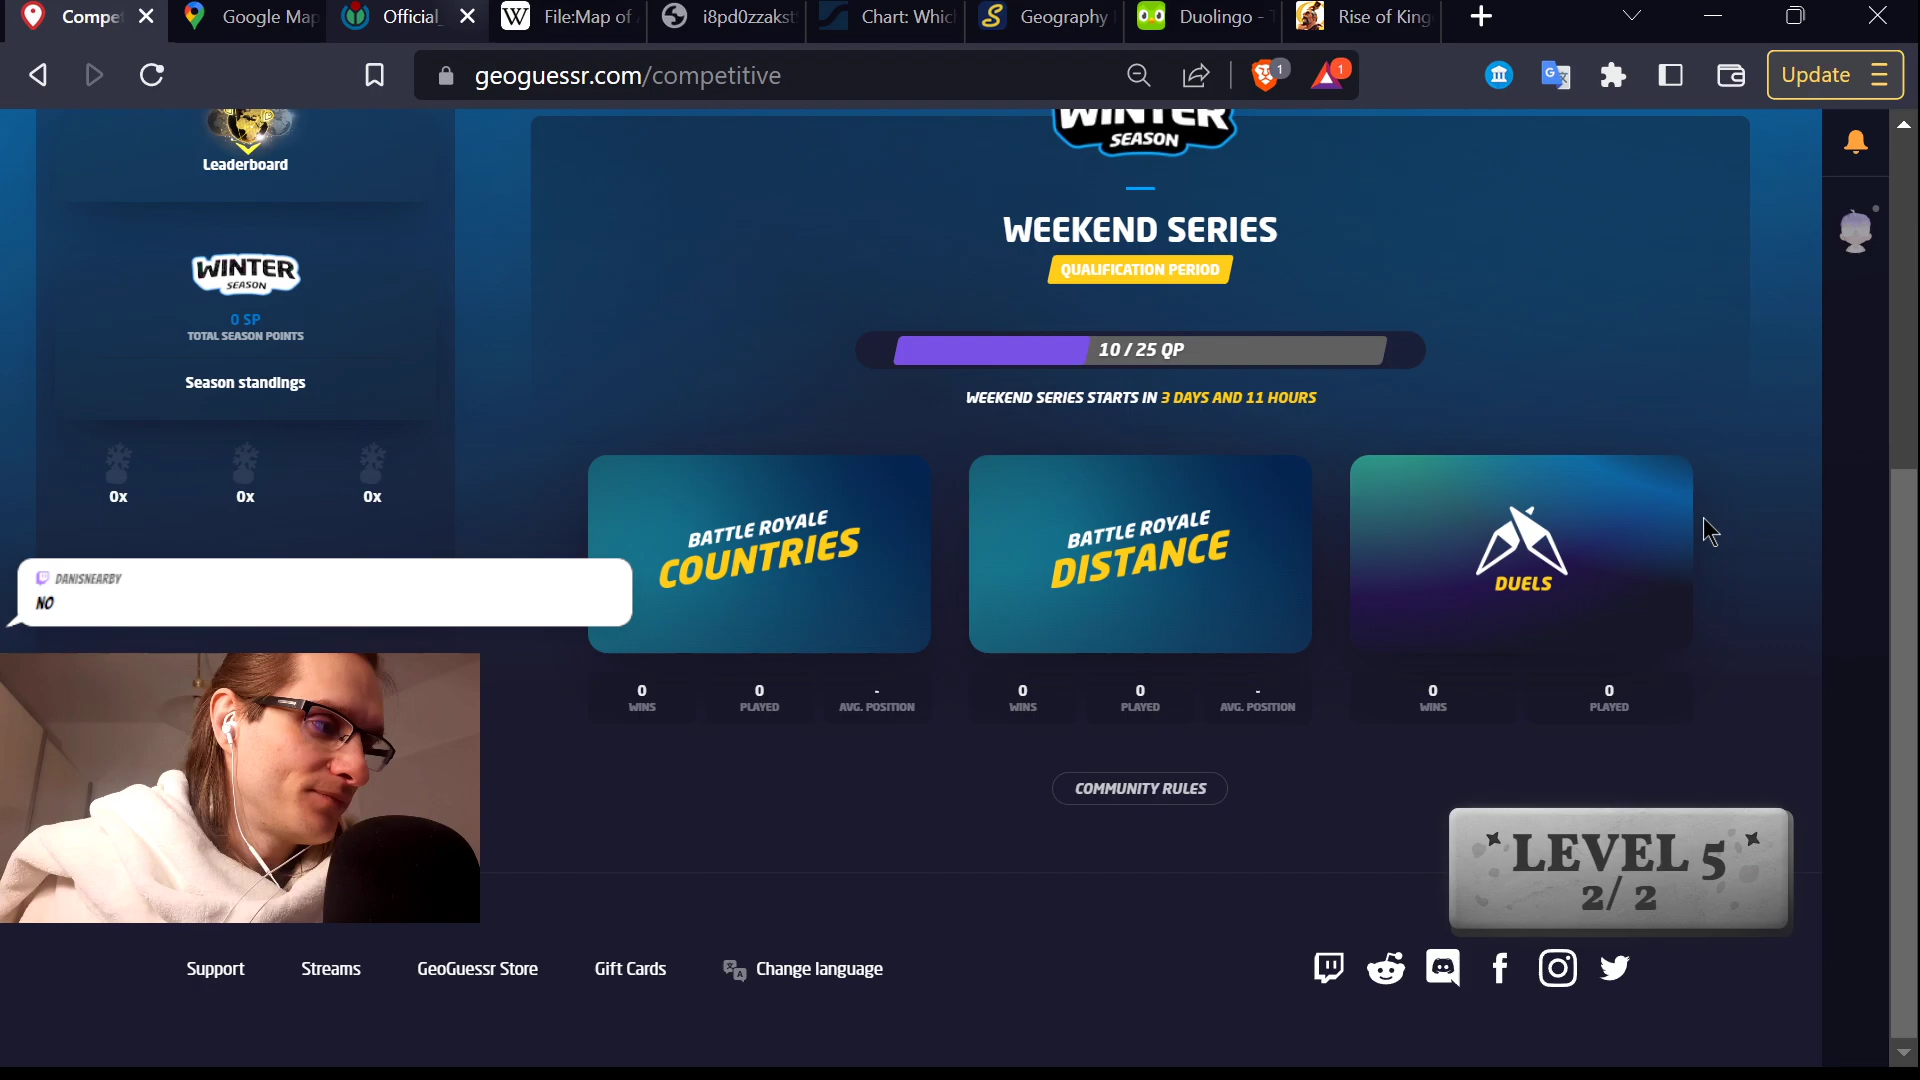 Compe
Google Map
Official_
File:Map of
i8pd0zzakst
Chart: Whic
Geography
Duolingo - T
Rise of King
geoguessr.com/competitive
1
1
Update
Leaderboard
WINTER
SEASON
0 SP
TOTAL SEASON POINTS
Season standings
0x
0x
0x
WINTER
SEASON
WEEKEND SERIES
QUALIFICATION PERIOD
10 / 25 QP
WEEKEND SERIES STARTS IN 3 DAYS AND 11 HOURS
BATTLE ROYALE
COUNTRIES
0
WINS
0
PLAYED
-
AVG. POSITION
BATTLE ROYALE
DISTANCE
0
WINS
0
PLAYED
-
AVG. POSITION
DUELS
0
WINS
0
PLAYED
DANISNEARBY
NO
COMMUNITY RULES
LEVEL 5
2/ 2
Support
Streams
GeoGuessr Store
Gift Cards
Change language